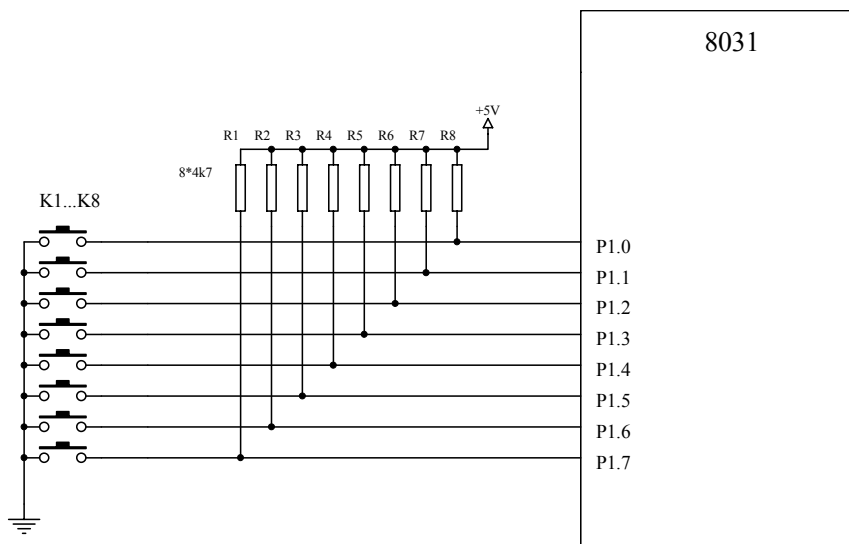 8031
+5V
R1 R2 R3 R4 R5 R6 R7 R8
8*4k7
K1...K8
P1.0
P1.1
P1.2
P1.3
P1.4
P1.5
P1.6
P1.7